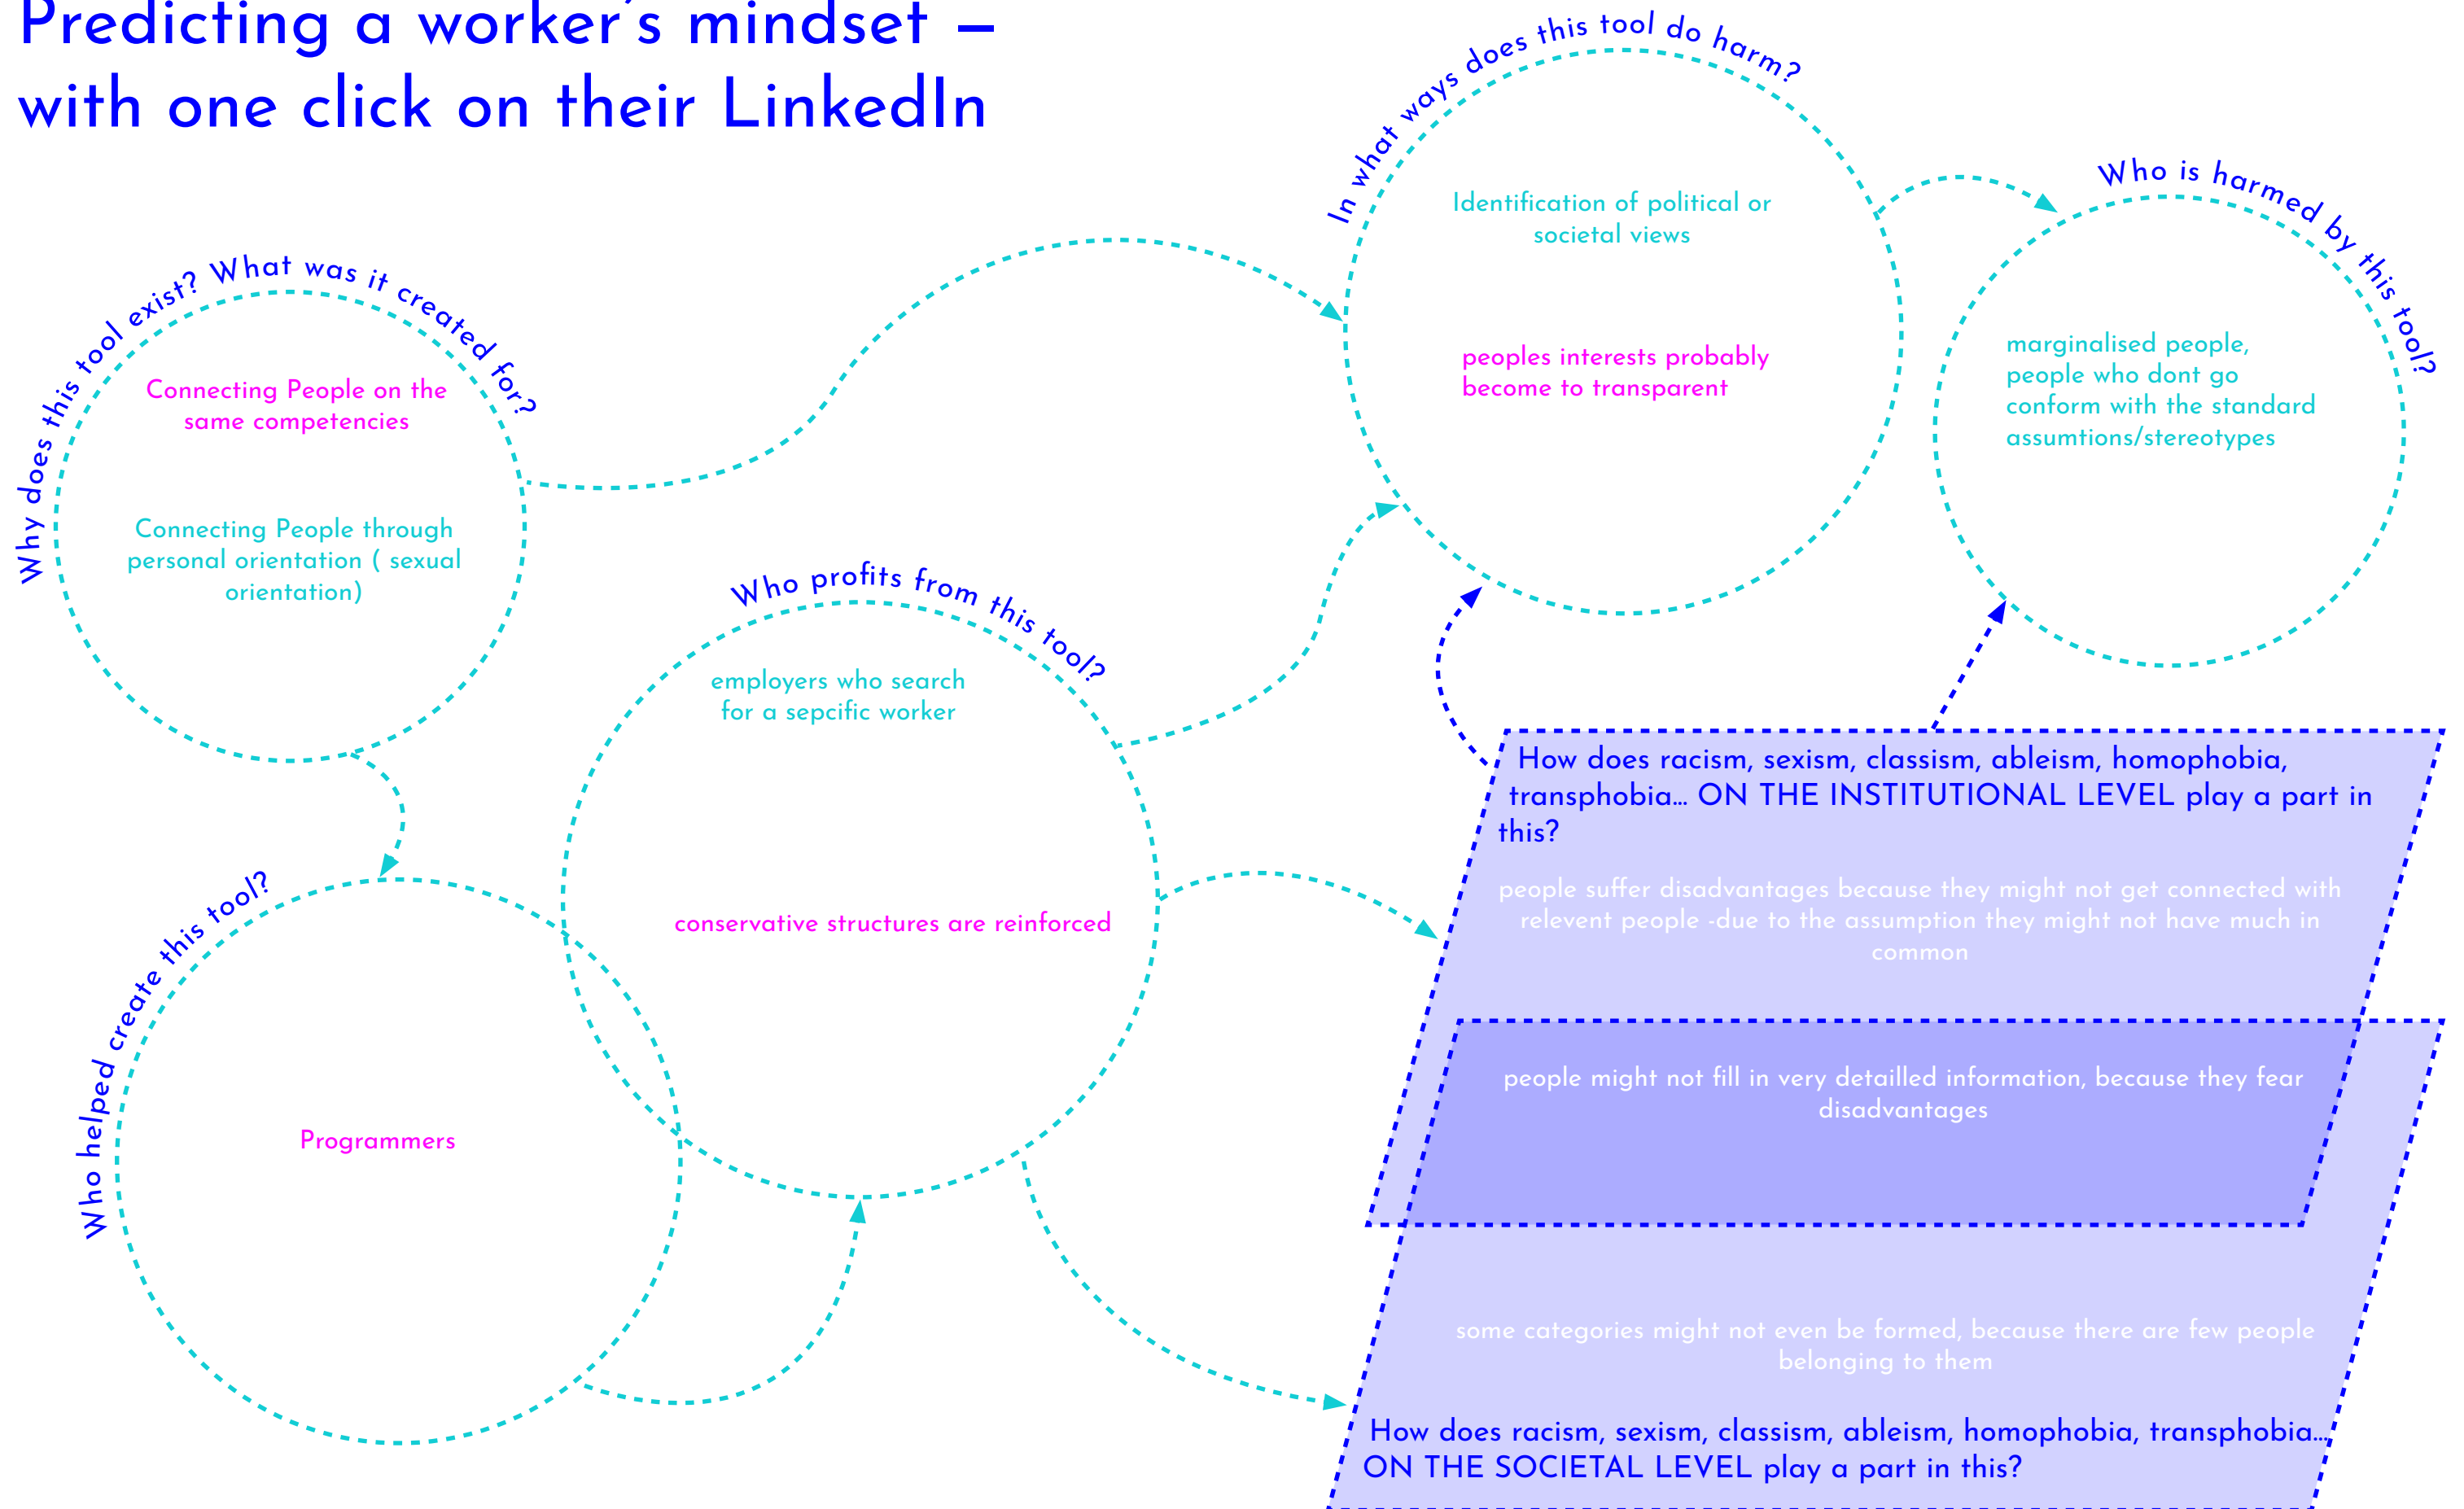 Predicting a worker's mindset –
with one click on their LinkedIn
Why does this tool exist? What was it created for?
Connecting People on the
same competencies
Connecting People through
personal orientation ( sexual
orientation)
Who helped create this tool?
Programmers
Who profits from this tool?
employers who search
for a sepcific worker
conservative structures are reinforced
In what ways does this tool do harm?
Identification of political or
societal views
peoples interests probably
become to transparent
Who is harmed by this tool?
marginalised people,
people who dont go
conform with the standard
assumtions/stereotypes
How does racism, sexism, classism, ableism, homophobia,
transphobia... ON THE INSTITUTIONAL LEVEL play a part in
this?
people suffer disadvantages because they might not get connected with
relevent people -due to the assumption they might not have much in
common
people might not fill in very detailled information, because they fear
disadvantages
some categories might not even be formed, because there are few people
belonging to them
How does racism, sexism, classism, ableism, homophobia, transphobia...
ON THE SOCIETAL LEVEL play a part in this?